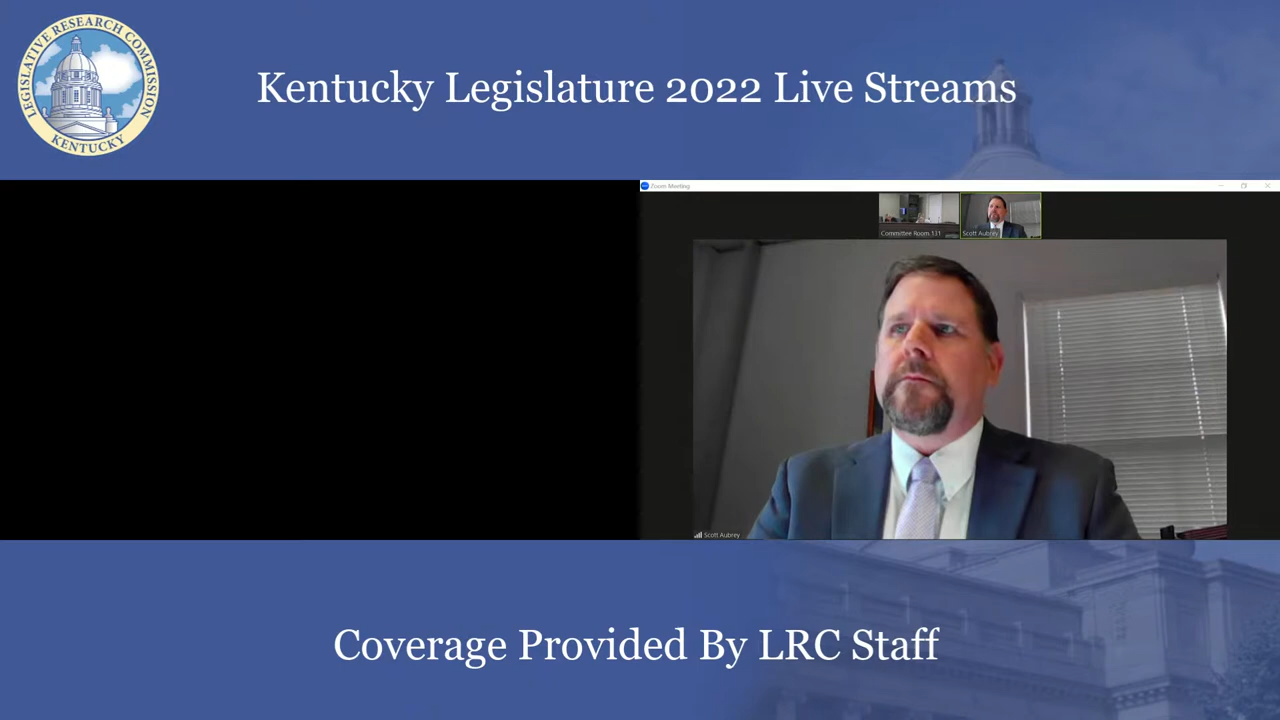 LEGISLATIVE RESEARCH COMMISSION
KENTUCKY
Kentucky Legislature 2022 Live Streams
Zoom Meeting
Committee Room 131
Scott Aubrey
Scott Aubrey
Coverage Provided By LRC Staff